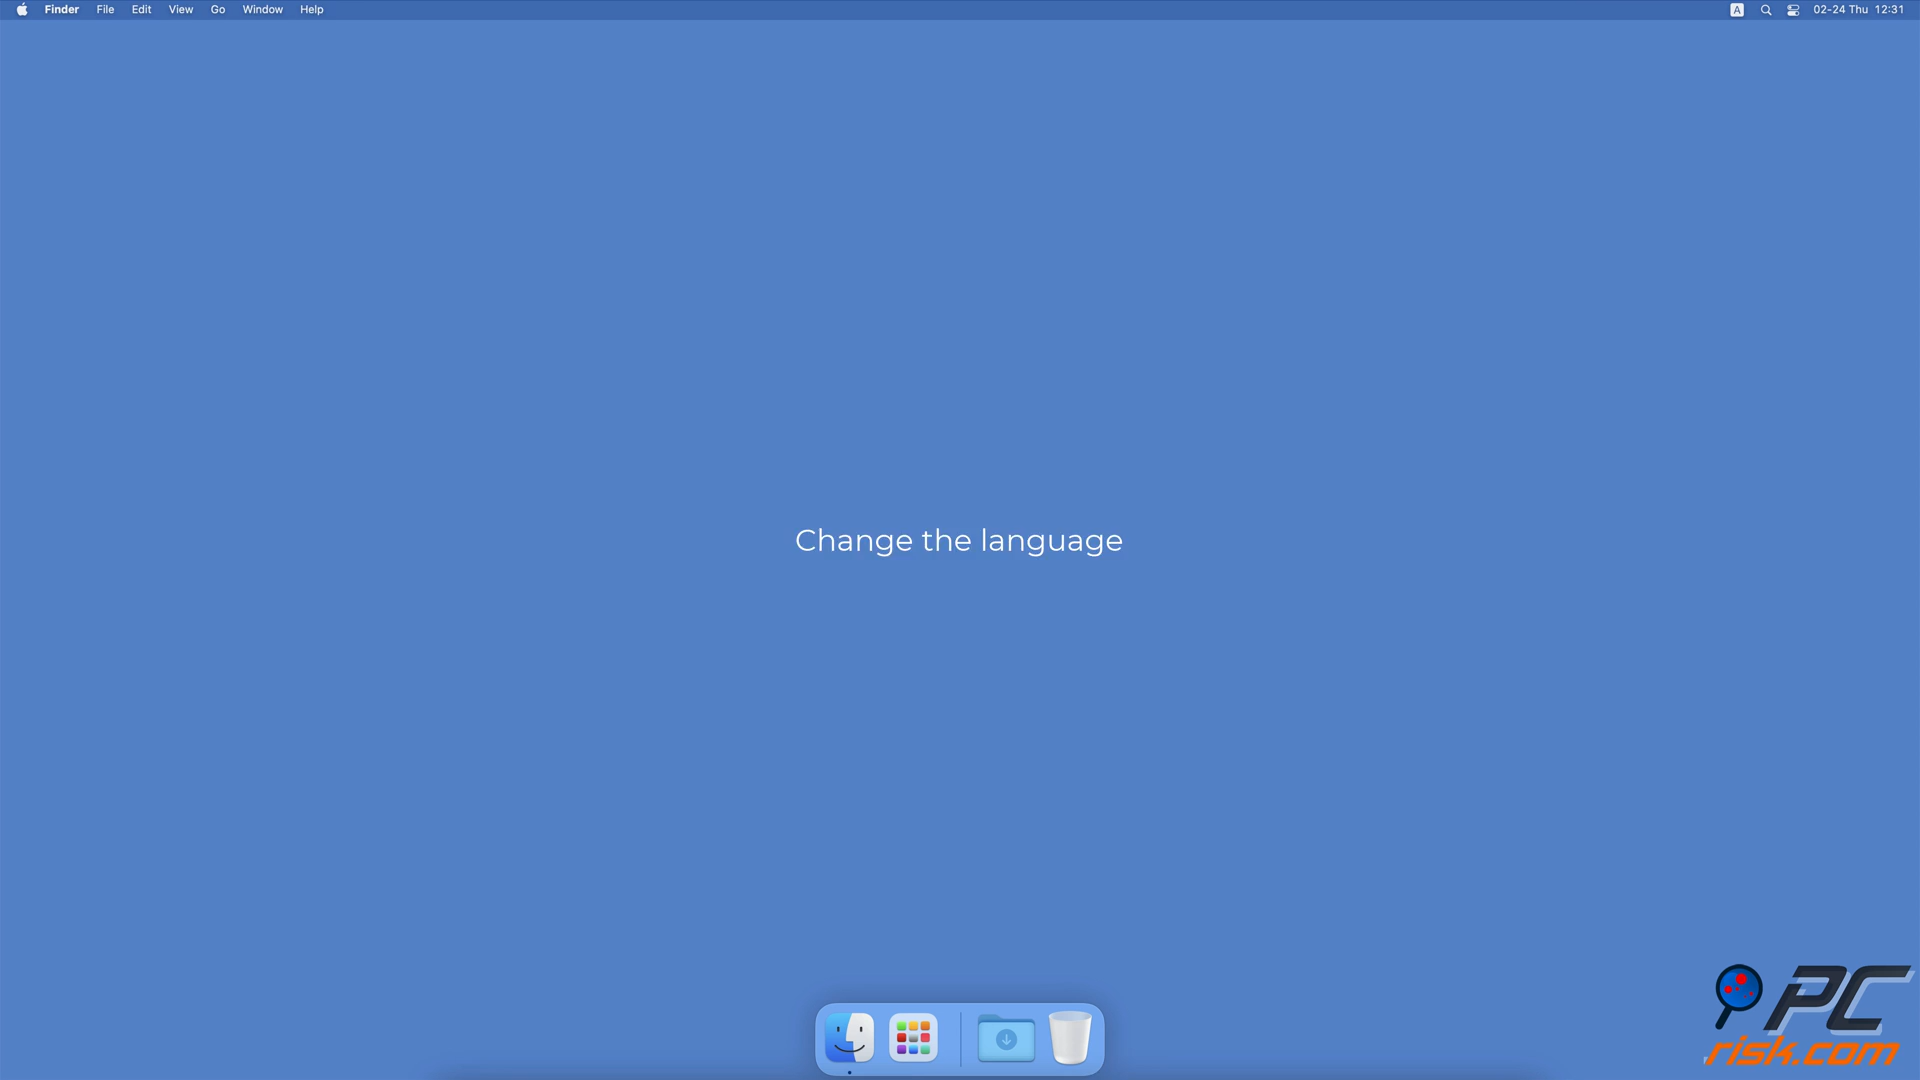 Finder File Edit View Go Window Help A 02-24 Thu 12:31
Change the language
PC
risk.com